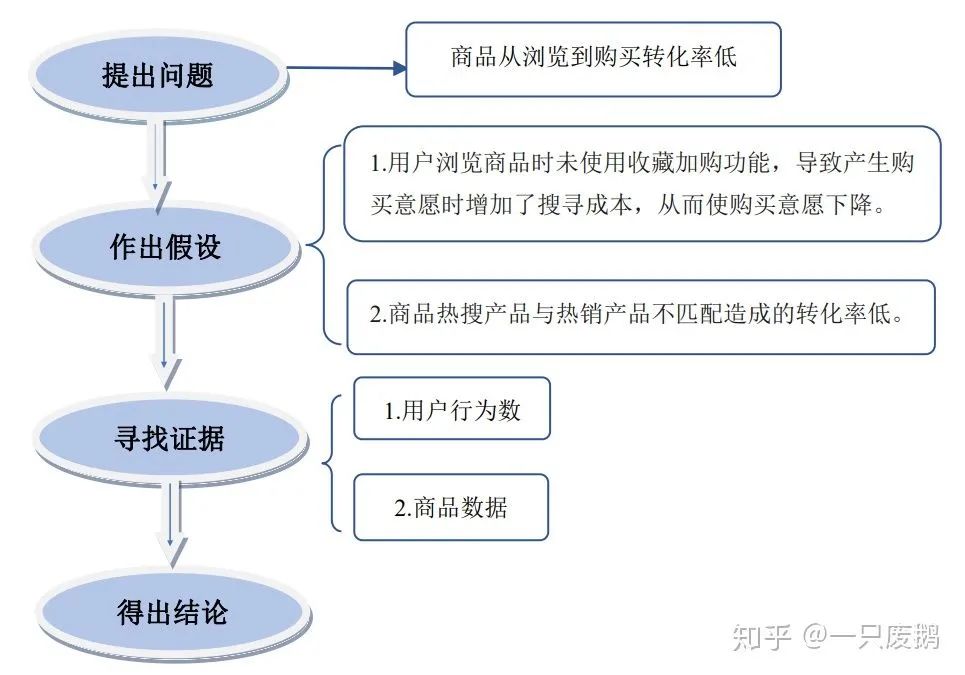 提出问题
商品从浏览到购买转化率低
作出假设
1.用户浏览商品时未使用收藏加购功能，导致产生购
买意愿时增加了搜寻成本，从而使购买意愿下降。
2.商品热搜产品与热销产品不匹配造成的转化率低。
寻找证据
1.用户行为数
2.商品数据
得出结论
知乎 @一只废鹅